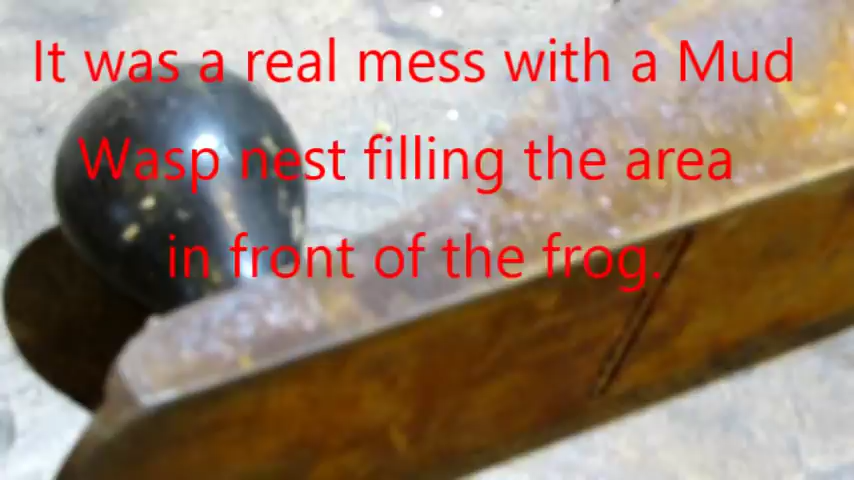 It was a real mess with a Mud
Wasp nest filling the area
in front of the frog.